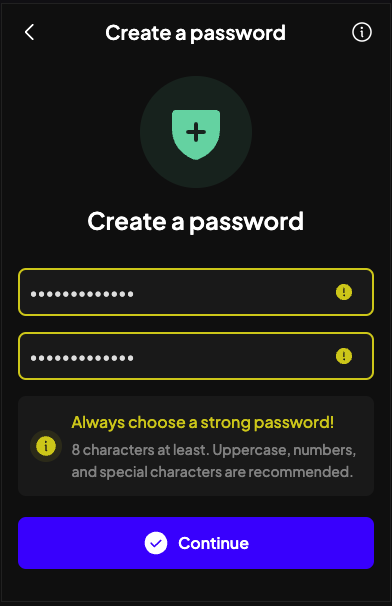 Create a password
Create a password
•••••••••••••
•••••••••••••
Always choose a strong password!
8 characters at least. Uppercase, numbers,
and special characters are recommended.
Continue